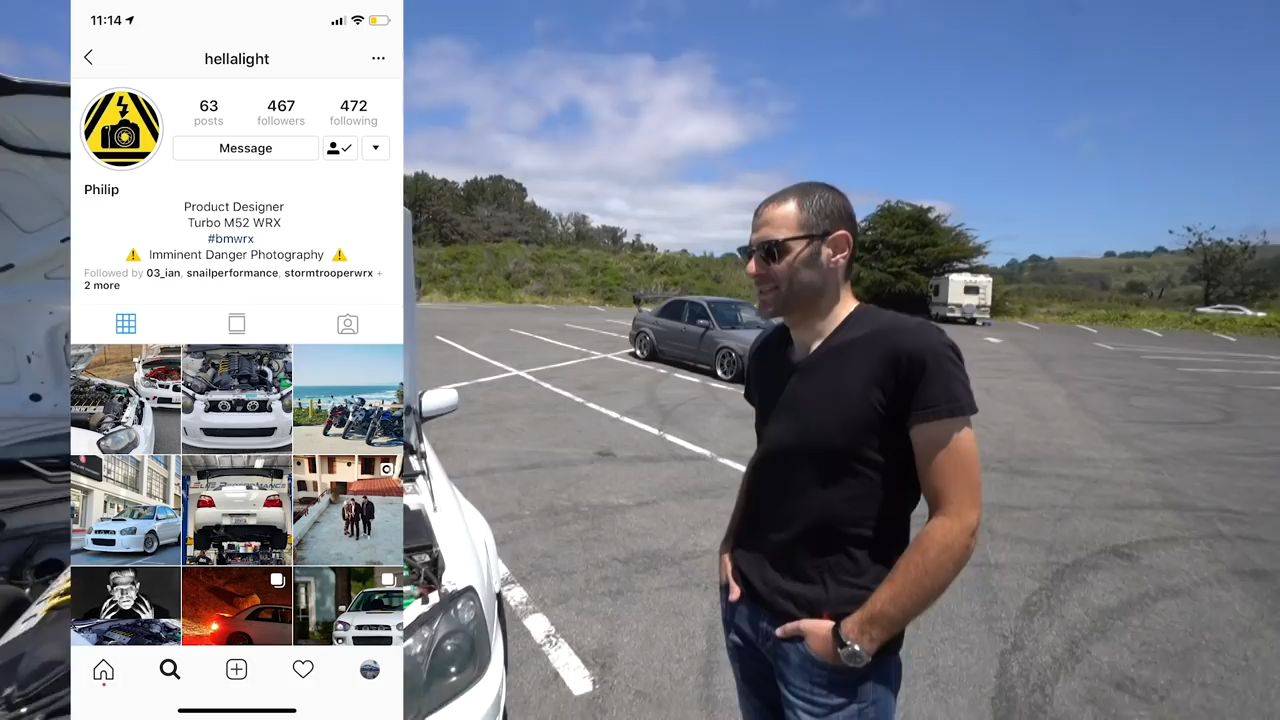 11:14
hellalight
63
467
472
posts
followers
following
Message
Philip
Product Designer
Turbo M52 WRX
#bmwrx
⚠️ Imminent Danger Photography ⚠️
Followed by 03_ian, snailperformance, stormtrooperwrx +
2 more